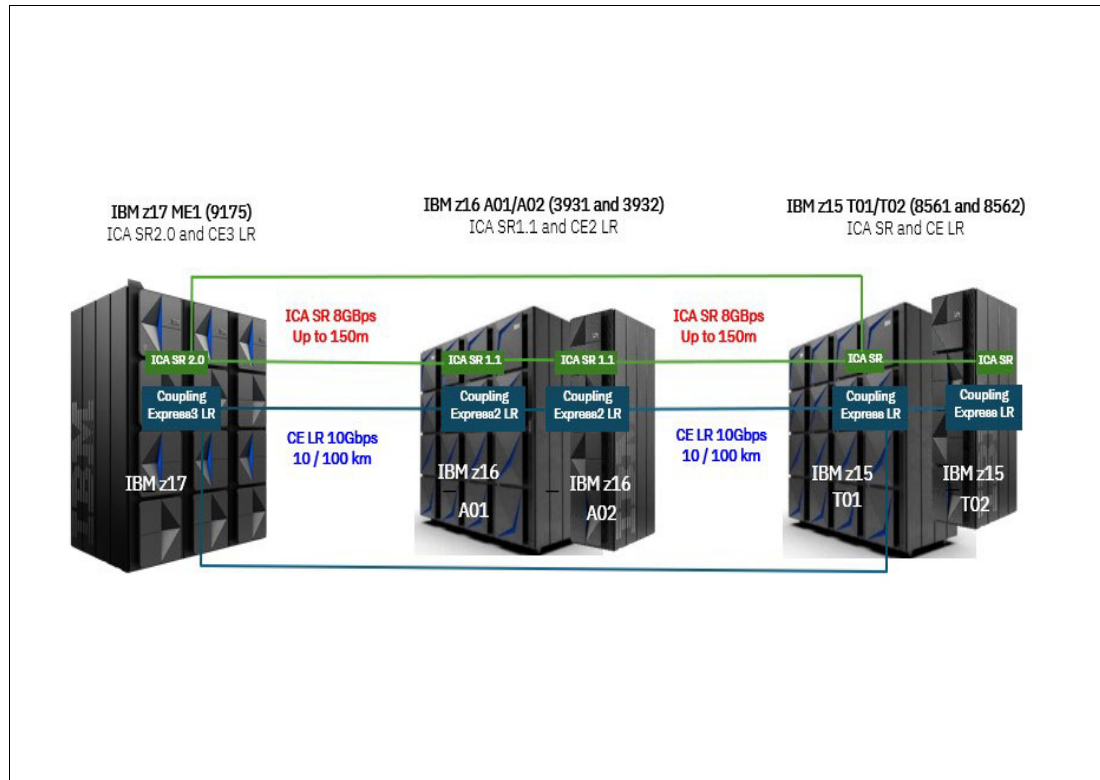 IBM z17 ME1 (9175)
ICA SR2.0 and CE3 LR
IBM z16 A01/A02 (3931 and 3932)
ICA SR1.1 and CE2 LR
IBM z15 T01/T02 (8561 and 8562)
ICA SR and CE LR
ICA SR 8GBps
Up to 150m
ICA SR 8GBps
Up to 150m
ICA SR 2.0
ICA SR 1.1
ICA SR 1.1
ICA SR
ICA SR
Coupling
Express3 LR
Coupling
Express2 LR
Coupling
Express2 LR
Coupling
Express LR
Coupling
Express LR
CE LR 10Gbps
10 / 100 km
CE LR 10Gbps
10 / 100 km
IBM z17
IBM z16
A01
IBM z16
A02
IBM z15
T01
IBM z15
T02
IBM